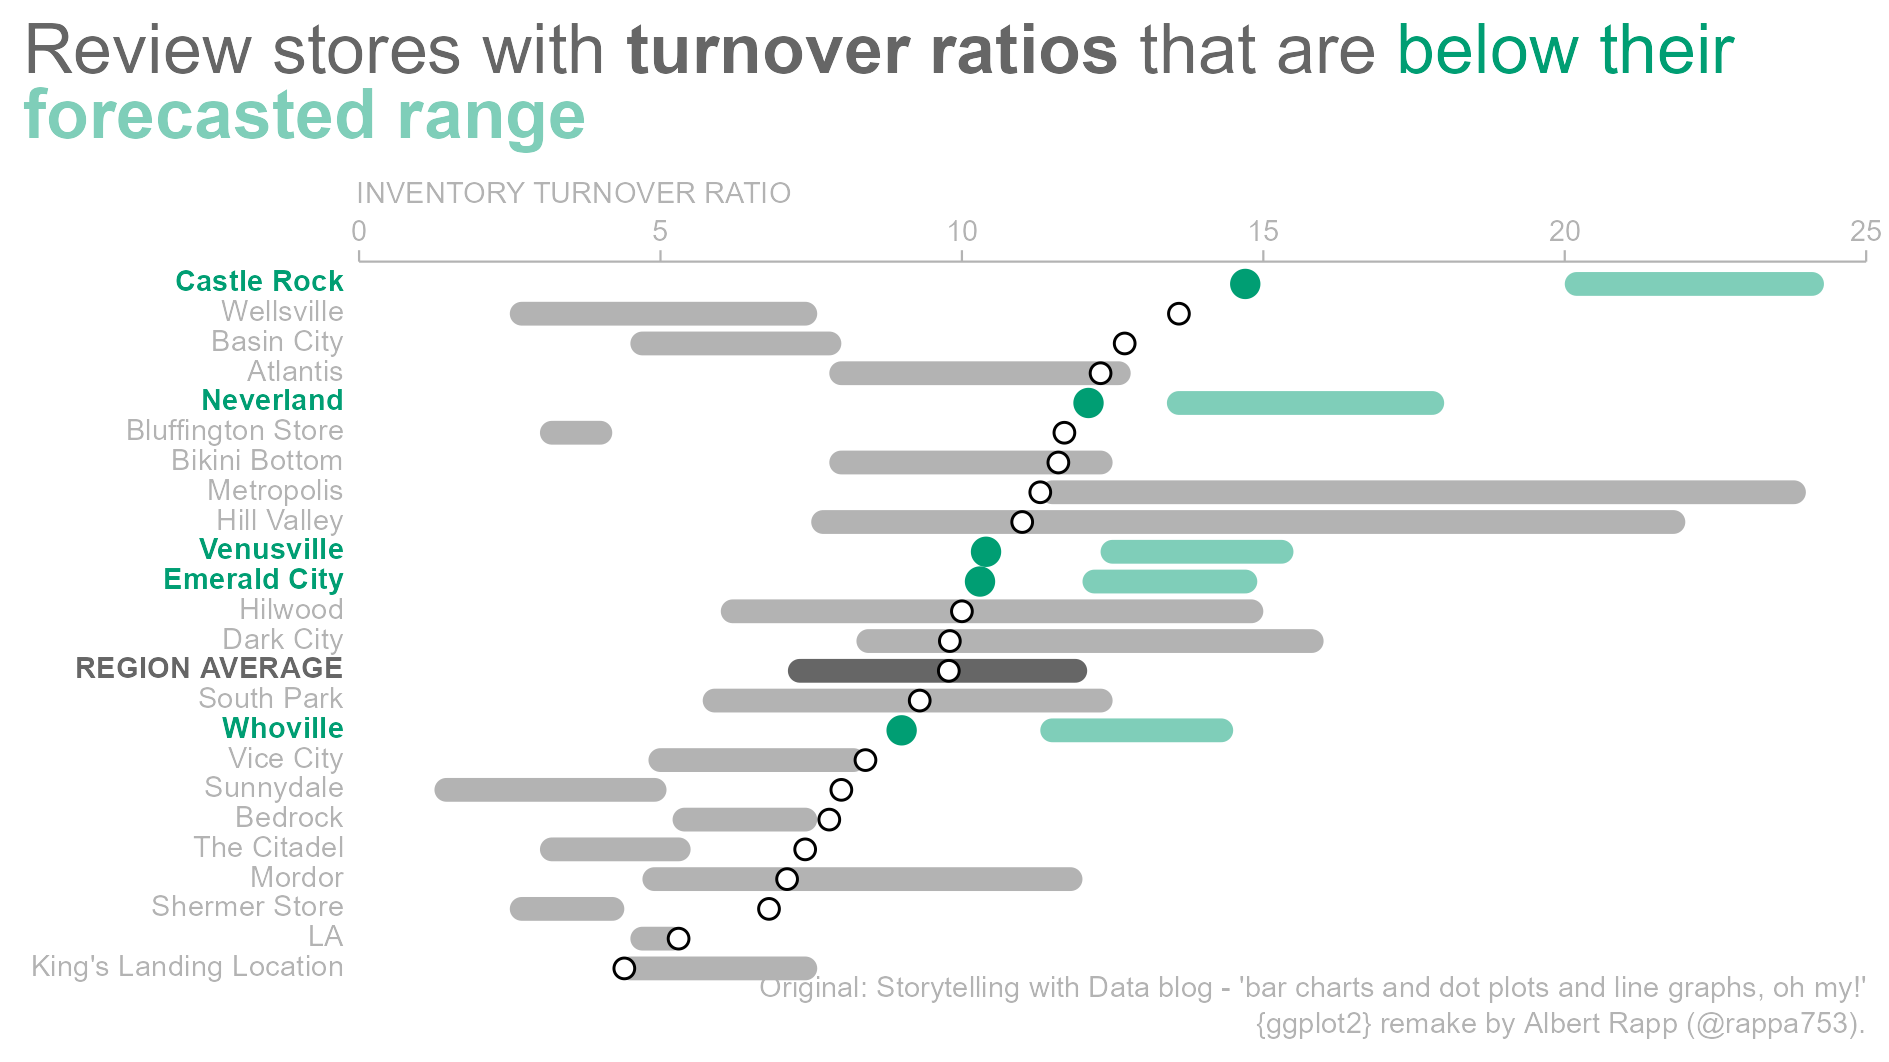 Review stores with turnover ratios that are below their
forecasted range
INVENTORY TURNOVER RATIO
0 5 10 15 20 25
Castle Rock
Wellsville
Basin City
Atlantis
Neverland
Bluffington Store
Bikini Bottom
Metropolis
Hill Valley
Venusville
Emerald City
Hilwood
Dark City
REGION AVERAGE
South Park
Whoville
Vice City
Sunnydale
Bedrock
The Citadel
Mordor
Shermer Store
LA
King's Landing Location
Original: Storytelling with Data blog - 'bar charts and dot plots and line graphs, oh my!'
{ggplot2} remake by Albert Rapp (@rappa753).